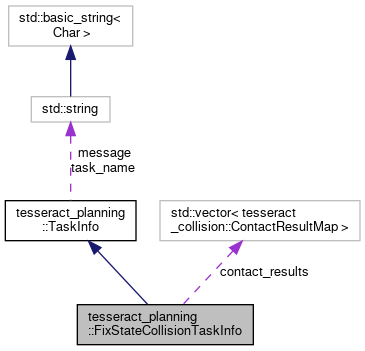 std::basic_string<
Char >
std::string
message
task_name
tesseract_planning
::TaskInfo
std::vector< tesseract
_collision::ContactResultMap >
contact_results
tesseract_planning
::FixStateCollisionTaskInfo